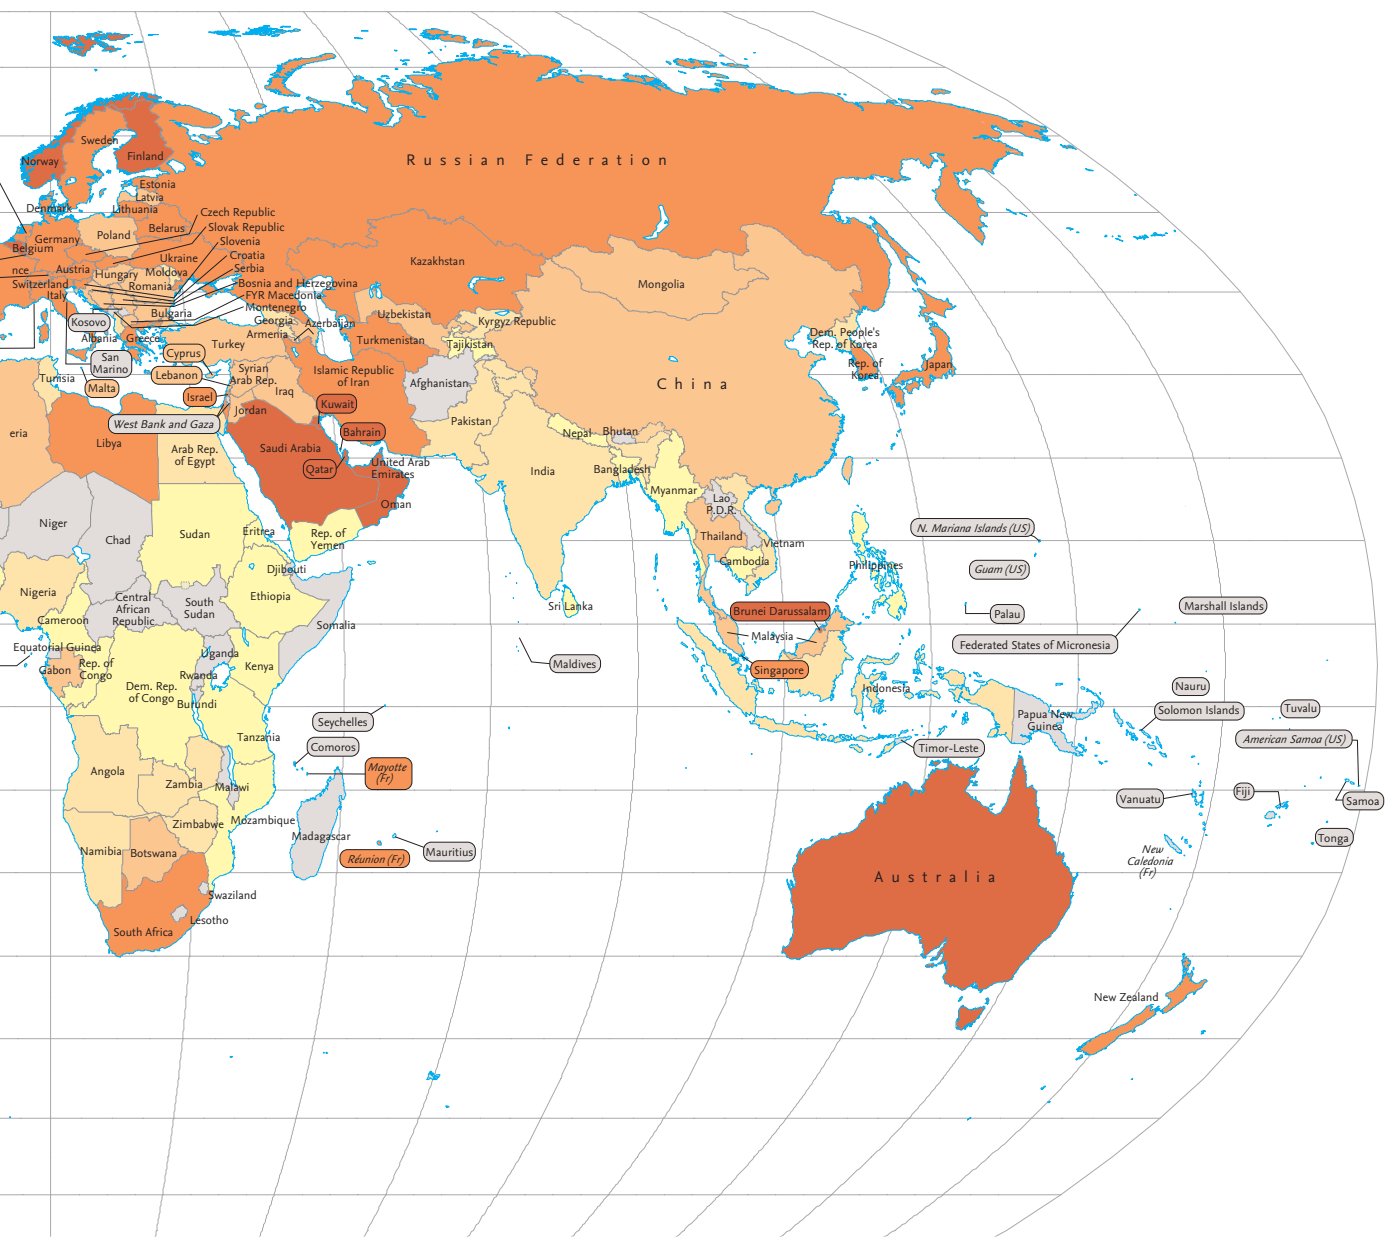 Russian Federation
Sweden
Norway
Finland
Estonia
Latvia
Denmark
Lithuania
Czech Republic
Slovak Republic
Belarus
Poland
Germany
Slovenia
Belgium
Croatia
Ukraine
Serbia
nce
Austria
Hungary
Moldova
Switzerland
Romania
Bosnia and Herzegovina
Italy
FYR Macedonia
Montenegro
Bulgaria
Kosovo
Georgia
Azerbaijan
Albania
Greece
Armenia
Turkey
Kazakhstan
Mongolia
Uzbekistan
Kyrgyz Republic
Turkmenistan
Tajikistan
Dem. People's
Rep. of Korea
Rep. of
Korea
Japan
China
San
Marino
Cyprus
Lebanon
Syrian
Arab Rep.
Islamic Republic
of Iran
Afghanistan
Tunisia
Malta
Israel
Iraq
Kuwait
Jordan
West Bank and Gaza
Bahrain
Pakistan
eria
Libya
Saudi Arabia
Arab Rep.
of Egypt
Qatar
United Arab
Emirates
Oman
Nepal
Bhutan
India
Bangladesh
Myanmar
Lao
P.D.R.
Thailand
Vietnam
Cambodia
Philippines
N. Mariana Islands (US)
Guam (US)
Palau
Marshall Islands
Federated States of Micronesia
Niger
Chad
Sudan
Eritrea
Rep. of
Yemen
Djibouti
Nigeria
Central
African
Republic
South
Sudan
Ethiopia
Somalia
Sri Lanka
Brunei Darussalam
Malaysia
Maldives
Singapore
Indonesia
Cameroon
Equatorial Guinea
Uganda
Gabon
Rep. of
Congo
Rwanda
Kenya
Dem. Rep.
of Congo
Burundi
Seychelles
Tanzania
Comoros
Mayotte
(Fr)
Angola
Zambia
Malawi
Mozambique
Zimbabwe
Madagascar
Mauritius
Réunion (Fr)
Namibia
Botswana
Swaziland
Lesotho
South Africa
Nauru
Solomon Islands
Tuvalu
Papua New
Guinea
American Samoa (US)
Timor-Leste
Vanuatu
Fiji
Samoa
Tonga
New
Caledonia
(Fr)
Australia
New Zealand